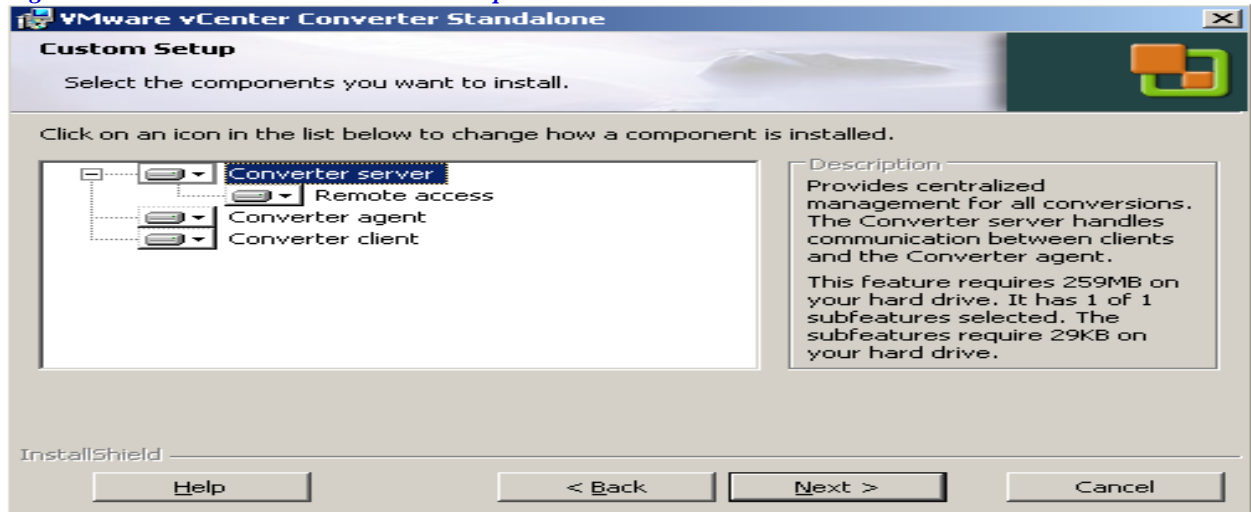 VMware vCenter Converter Standalone
Custom Setup
Select the components you want to install.
Click on an icon in the list below to change how a component is installed.
Converter server
Remote access
Converter agent
Converter client
Description
Provides centralized
management for all conversions.
The Converter server handles
communication between clients
and the Converter agent.
This feature requires 259MB on
your hard drive. It has 1 of 1
subfeatures selected. The
subfeatures require 29KB on
your hard drive.
InstallShield
Help
< Back
Next >
Cancel